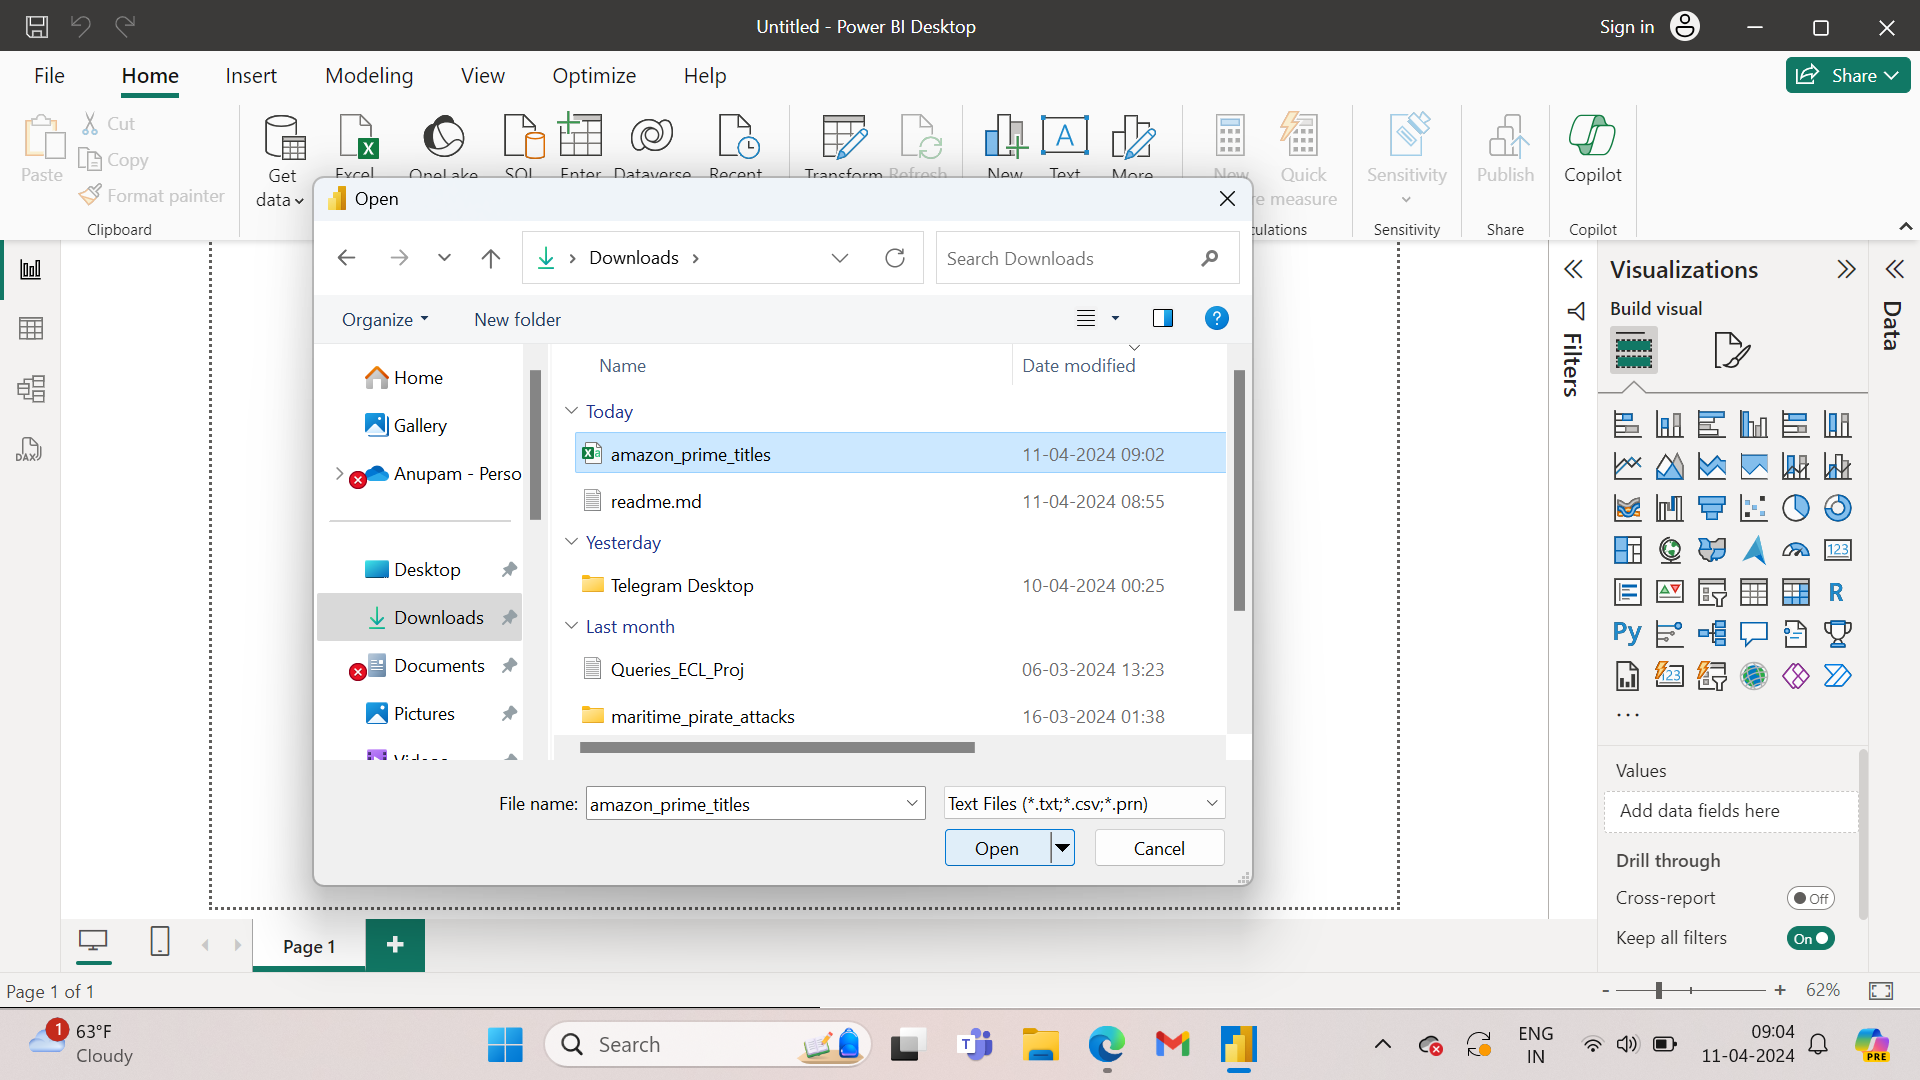 Untitled - Power BI Desktop
Sign in
File
Home
Insert
Modeling
View
Optimize
Help
Share
Paste
Cut
Copy
Format painter
Clipboard
Get
data
Excel
OneLake
SQL
Enter
Dataverse
Recent
Transform
Refresh
New
Text
More
New
Quick
e measure
culations
Sensitivity
Sensitivity
Publish
Share
Copilot
Copilot
Open
Downloads
Search Downloads
Organize
New folder
Home
Gallery
Anupam - Perso
Desktop
Downloads
Documents
Pictures
Videos
Name
Date modified
Today
amazon_prime_titles
11-04-2024 09:02
readme.md
11-04-2024 08:55
Yesterday
Telegram Desktop
10-04-2024 00:25
Last month
Queries_ECL_Proj
06-03-2024 13:23
maritime_pirate_attacks
16-03-2024 01:38
File name:
amazon_prime_titles
Text Files (*.txt;*.csv;*.prn)
Open
Cancel
DAX
Filters
Visualizations
Build visual
123
R
Py
123
...
Values
Add data fields here
Drill through
Cross-report
Off
Keep all filters
On
Data
Page 1
+
Page 1 of 1
-
+
62%
1
63°F
Cloudy
Search
T
ENG
IN
09:04
11-04-2024
PRE